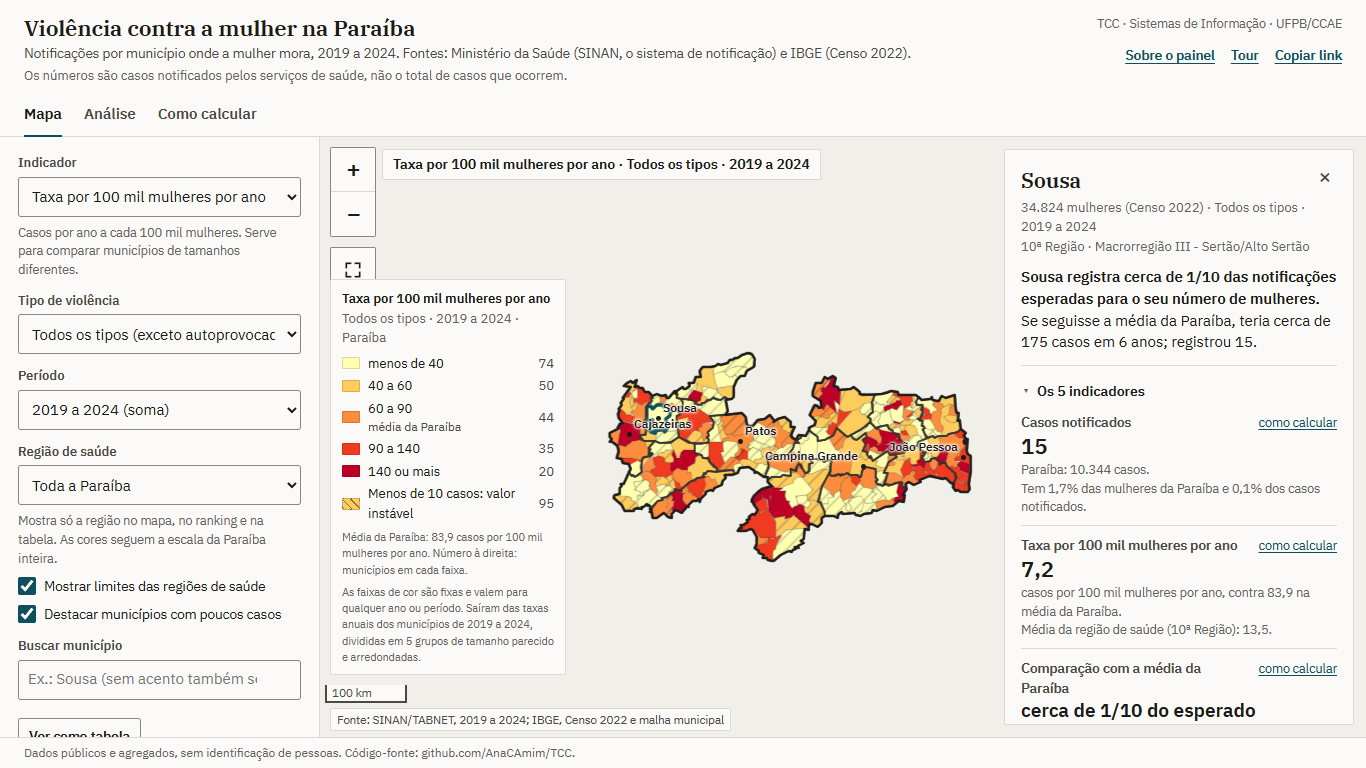 Violência contra a mulher na Paraíba
Notificações por município onde a mulher mora, 2019 a 2024. Fontes: Ministério da Saúde (SINAN, o sistema de notificação) e IBGE (Censo 2022).
Os números são casos notificados pelos serviços de saúde, não o total de casos que ocorrem.
TCC · Sistemas de Informação · UFPB/CCAE
Sobre o painel Tour Copiar link
Mapa Análise Como calcular
Indicador
Taxa por 100 mil mulheres por ano
Casos por ano a cada 100 mil mulheres. Serve
para comparar municípios de tamanhos
diferentes.
Tipo de violência
Todos os tipos (exceto autoprovocac
Período
2019 a 2024 (soma)
Região de saúde
Toda a Paraíba
Mostra só a região no mapa, no ranking e na
tabela. As cores seguem a escala da Paraíba
inteira.
Mostrar limites das regiões de saúde
Destacar municípios com poucos casos
Buscar município
Ex.: Sousa (sem acento também
Ver como tabela
+
−
Taxa por 100 mil mulheres por ano · Todos os tipos · 2019 a 2024
Taxa por 100 mil mulheres por ano
Todos os tipos · 2019 a 2024 ·
Paraíba
menos de 40 74
40 a 60 50
60 a 90 44
média da Paraíba
90 a 140 35
140 ou mais 20
Menos de 10 casos: valor
instável 95
Média da Paraíba: 83,9 casos por 100 mil
mulheres por ano. Número à direita:
municípios em cada faixa.
As faixas de cor são fixas e valem para
qualquer ano ou período. Saíram das taxas
anuais dos municípios de 2019 a 2024,
divididas em 5 grupos de tamanho parecido
e arredondadas.
100 km
Fonte: SINAN/TABNET, 2019 a 2024; IBGE, Censo 2022 e malha municipal
Sousa
Cajazeiras
Patos
Campina Grande
João Pessoa
Sousa ×
34.824 mulheres (Censo 2022) · Todos os tipos ·
2019 a 2024
10ª Região · Macrorregião III - Sertão/Alto Sertão
Sousa registra cerca de 1/10 das notificações
esperadas para o seu número de mulheres.
Se seguisse a média da Paraíba, teria cerca de
175 casos em 6 anos; registrou 15.
Os 5 indicadores
Casos notificados como calcular
15
Paraíba: 10.344 casos.
Tem 1,7% das mulheres da Paraíba e 0,1% dos casos
notificados.
Taxa por 100 mil mulheres por ano como calcular
7,2
casos por 100 mil mulheres por ano, contra 83,9 na
média da Paraíba.
Média da região de saúde (10ª Região): 13,5.
Comparação com a média da como calcular
Paraíba
cerca de 1/10 do esperado
Dados públicos e agregados, sem identificação de pessoas. Código-fonte: github.com/AnaCAmim/TCC.